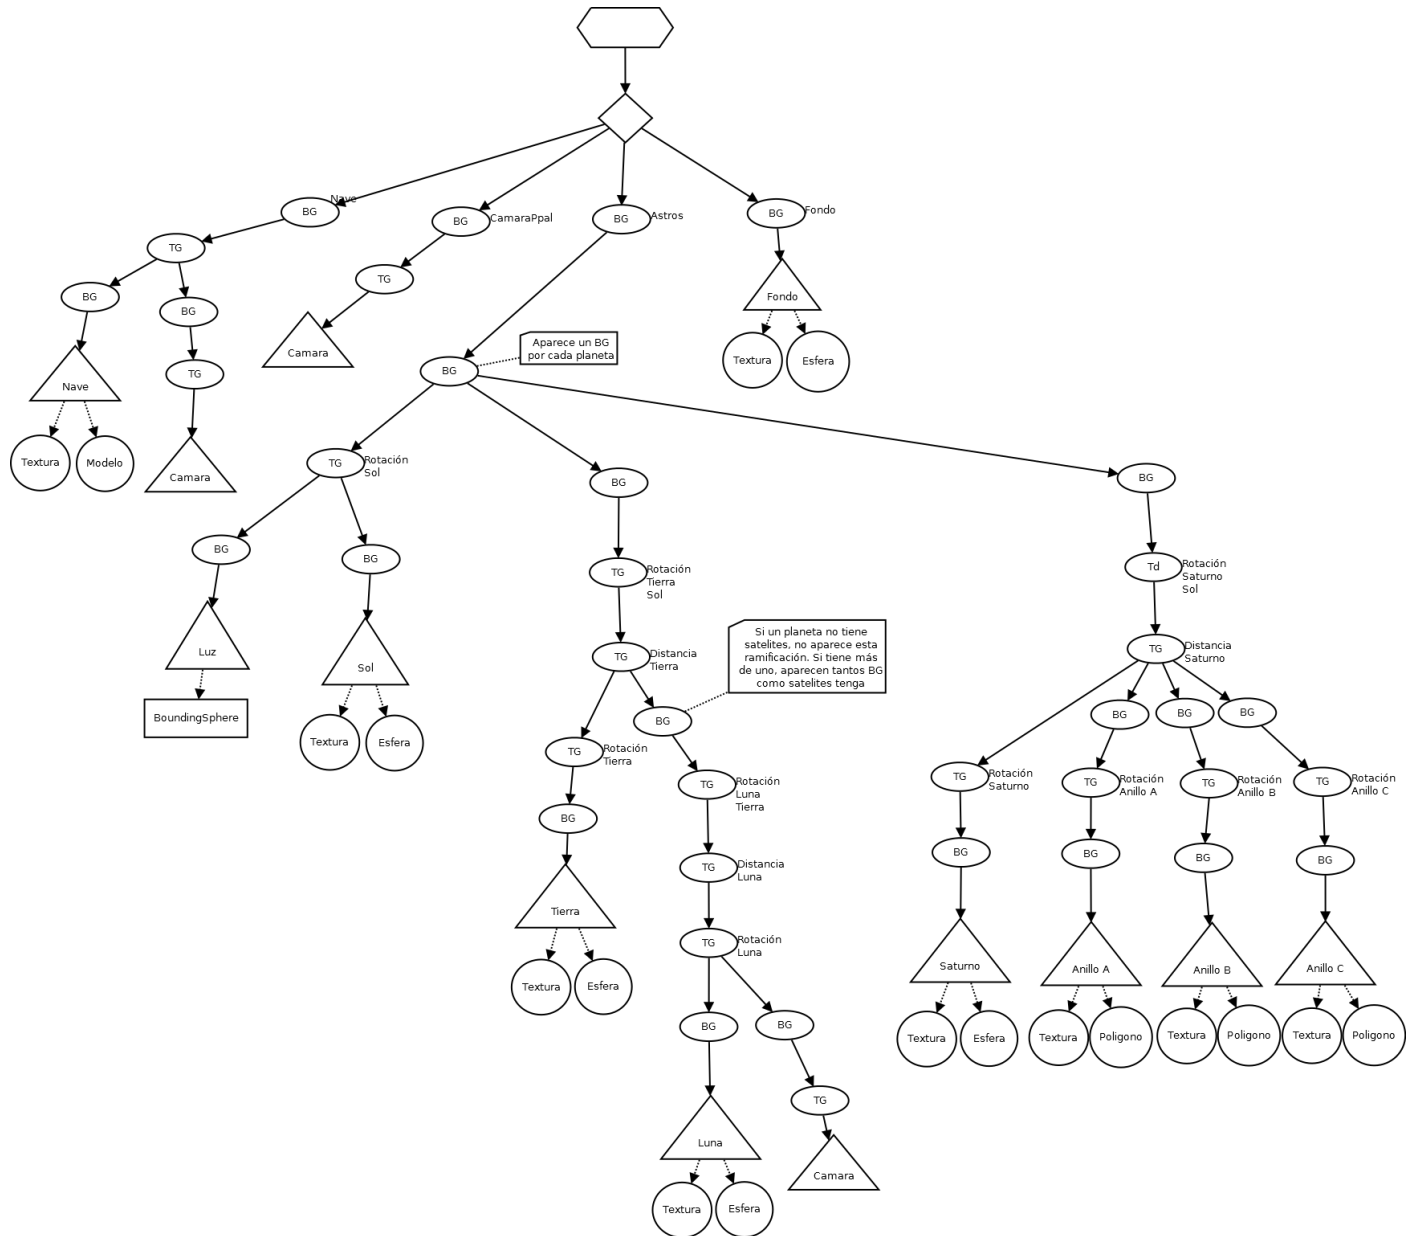 Nave
BG
BG
CamaraPpal
BG
Astros
BG
Fondo
TG
BG
BG
TG
Nave
Textura
Modelo
TG
Camara
Camara
Fondo
Textura
Esfera
Aparece un BG
por cada planeta
BG
TG
Rotación
Sol
BG
BG
BG
BG
Luz
BoundingSphere
Sol
Textura
Esfera
TG
Rotación
Tierra
Sol
TG
Distancia
Tierra
Si un planeta no tiene
satelites, no aparece esta
ramificación. Si tiene más
de uno, aparecen tantos BG
como satelites tenga
BG
TG
Rotación
Tierra
BG
Tierra
Textura
Esfera
TG
Rotación
Luna
Tierra
TG
Distancia
Luna
TG
Rotación
Luna
BG
BG
Luna
Textura
Esfera
TG
Camara
Td
Rotación
Saturno
Sol
TG
Distancia
Saturno
BG
BG
BG
TG
Rotación
Saturno
TG
Rotación
Anillo A
TG
Rotación
Anillo B
TG
Rotación
Anillo C
BG
BG
BG
BG
Saturno
Anillo A
Anillo B
Anillo C
Textura
Esfera
Textura
Poligono
Textura
Poligono
Textura
Poligono